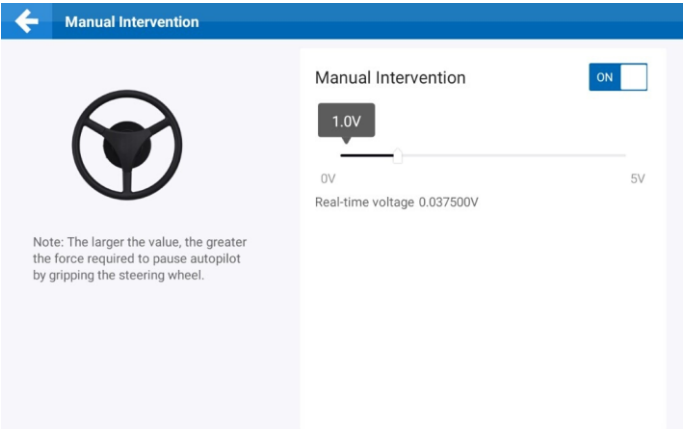 Manual Intervention
Manual Intervention
ON
1.0V
0V
5V
Real-time voltage 0.037500V
Note: The larger the value, the greater
the force required to pause autopilot
by gripping the steering wheel.